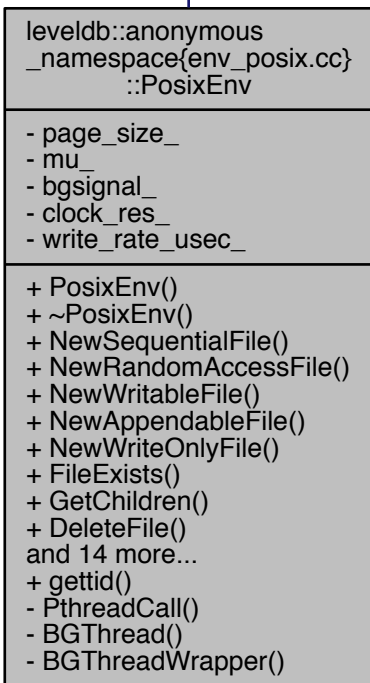 leveldb::anonymous
_namespace{env_posix.cc}
::PosixEnv
- page_size_
- mu_
- bgsignal_
- clock_res_
- write_rate_usec_
+ PosixEnv()
+ ~PosixEnv()
+ NewSequentialFile()
+ NewRandomAccessFile()
+ NewWritableFile()
+ NewAppendableFile()
+ NewWriteOnlyFile()
+ FileExists()
+ GetChildren()
+ DeleteFile()
and 14 more...
+ gettid()
- PthreadCall()
- BGThread()
- BGThreadWrapper()